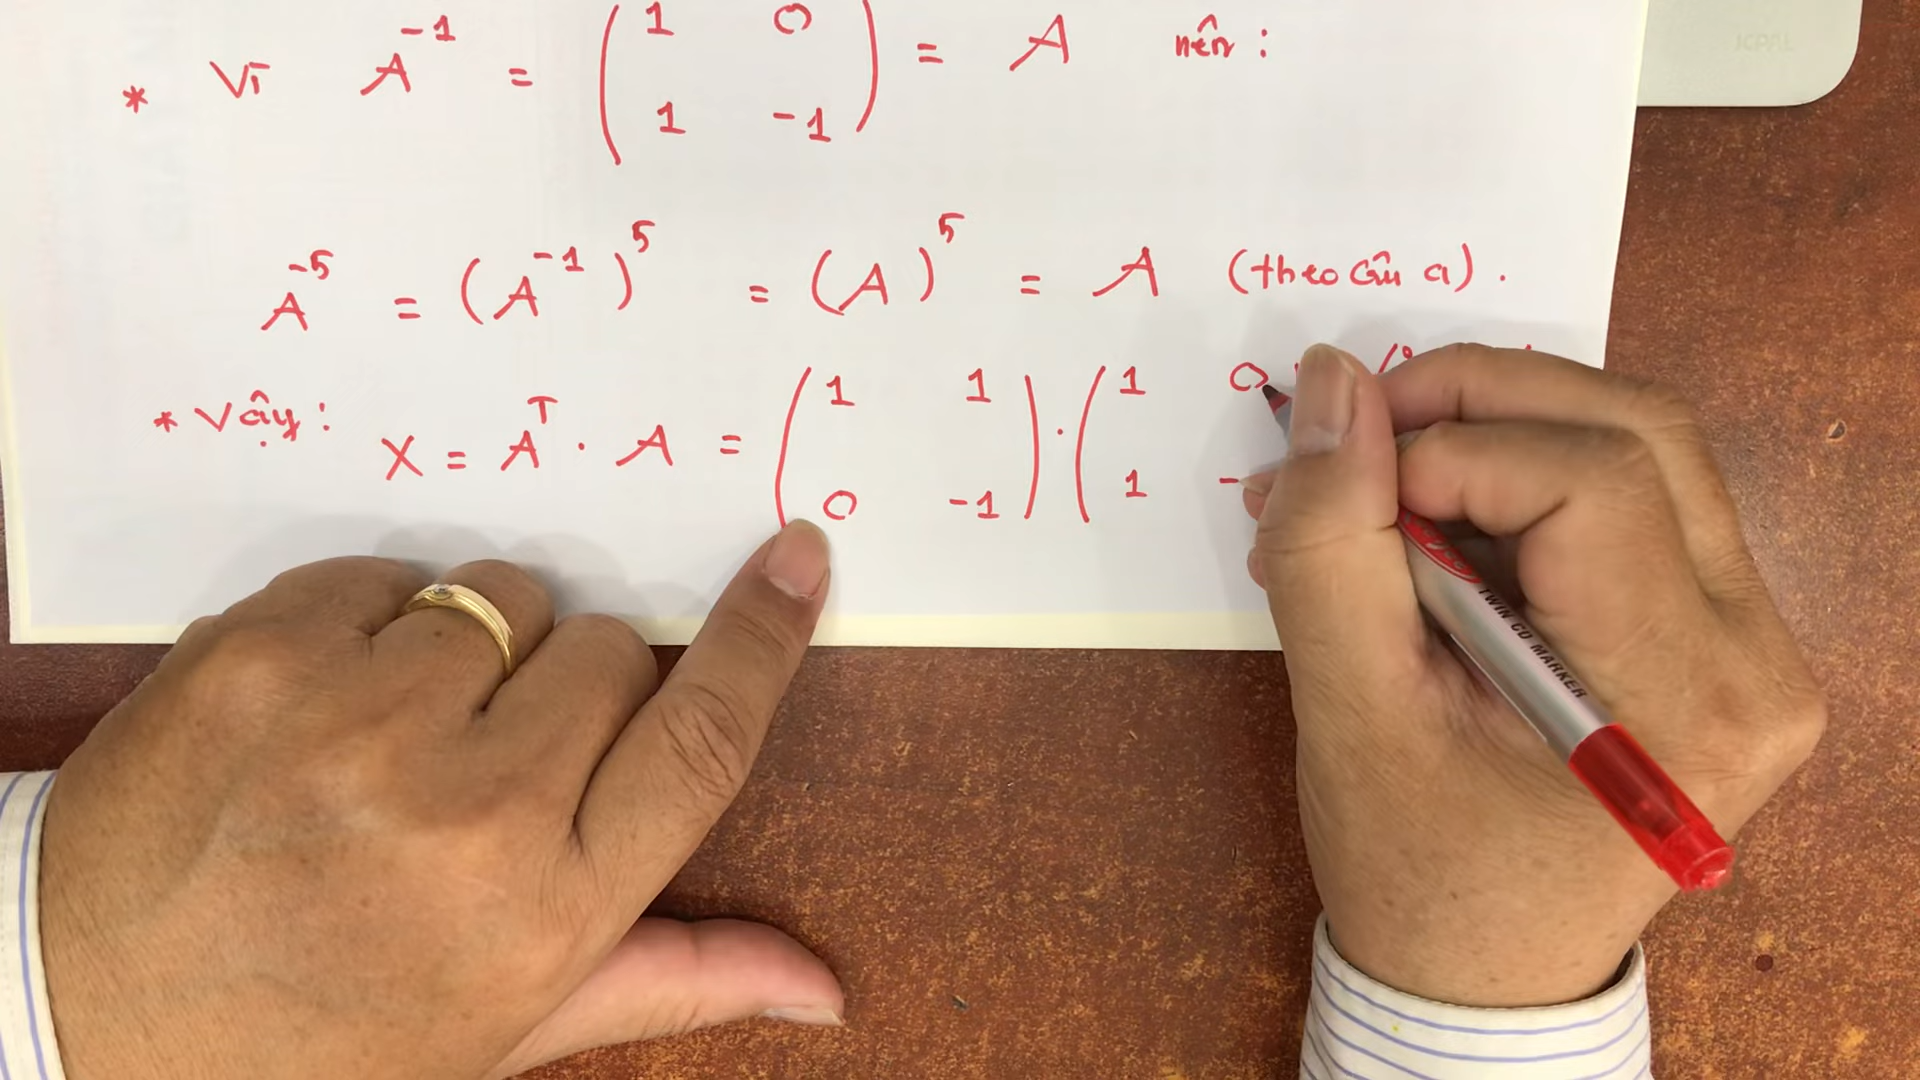 * Vì A^-1 = ( 1 0 ; 1 -1 ) = A nên :
A^-5 = (A^-1)^5 = (A)^5 = A (theo câu a) .
* Vậy : X = A^T . A = ( 1 1 ; 0 -1 ) . ( 1 0 ; 1 -
TWIN CD MARKER